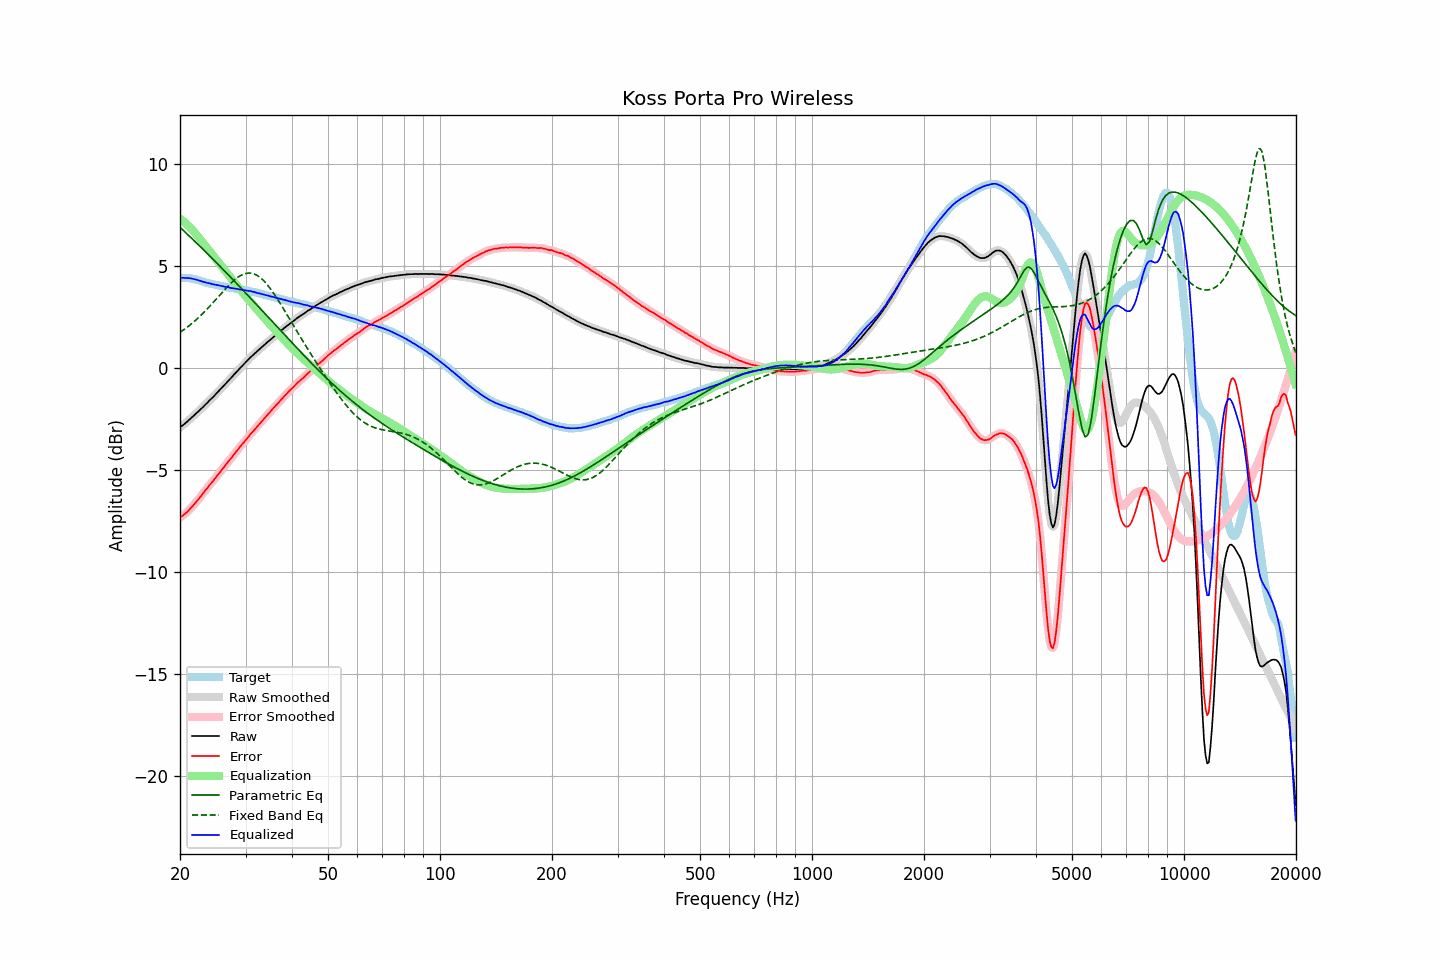 Koss Porta Pro Wireless
Amplitude (dBr)
10
5
0
−5
−10
−15
−20
Target
Raw Smoothed
Error Smoothed
Raw
Error
Equalization
Parametric Eq
Fixed Band Eq
Equalized
20 50 100 200 500 1000 2000 5000 10000 20000
Frequency (Hz)